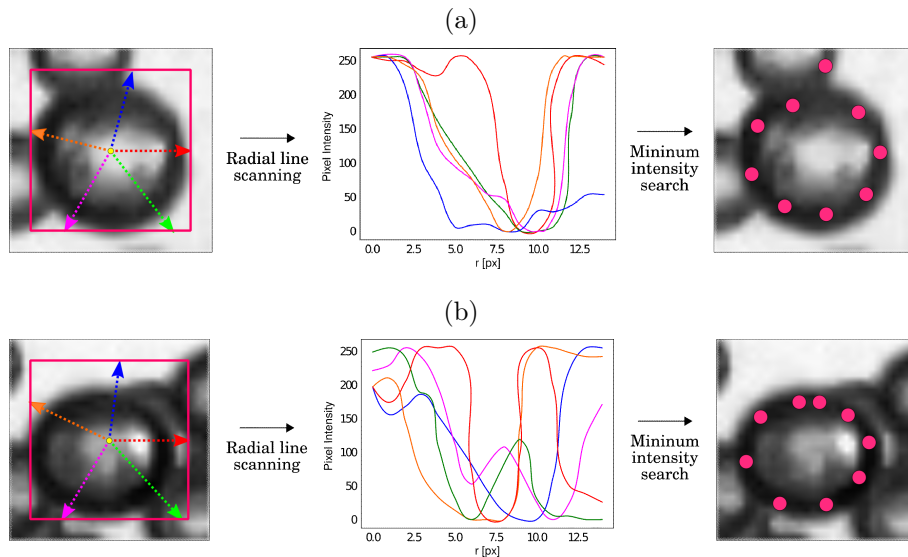 (a)
Radial line
scanning
Pixel Intensity
250
200
150
100
50
0
0.0 2.5 5.0 7.5 10.0 12.5
r [px]
Mininum
intensity
search
(b)
Radial line
scanning
Pixel Intensity
250
200
150
100
50
0
0.0 2.5 5.0 7.5 10.0 12.5
r [px]
Mininum
intensity
search